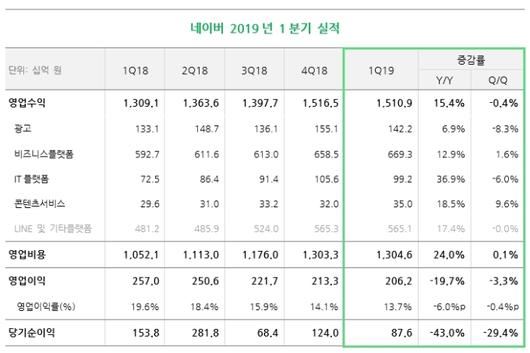 네이버 2019년 1분기 실적
단위: 십억 원 1Q18 2Q18 3Q18 4Q18 1Q19 증감률
Y/Y Q/Q
영업수익 1,309.1 1,363.6 1,397.7 1,516.5 1,510.9 15.4% -0.4%
광고 133.1 148.7 136.1 155.1 142.2 6.9% -8.3%
비즈니스플랫폼 592.7 611.6 613.0 658.5 669.3 12.9% 1.6%
IT플랫폼 72.5 86.4 91.4 105.6 99.2 36.9% -6.0%
콘텐츠서비스 29.6 31.0 33.2 32.0 35.0 18.5% 9.6%
LINE 및 기타플랫폼 481.2 485.9 524.0 565.3 565.1 17.4% -0.0%
영업비용 1,052.1 1,113.0 1,176.0 1,303.3 1,304.6 24.0% 0.1%
영업이익 257.0 250.6 221.7 213.3 206.2 -19.7% -3.3%
영업이익률(%) 19.6% 18.4% 15.9% 14.1% 13.7% -6.0%p -0.4%p
당기순이익 153.8 281.8 68.4 124.0 87.6 -43.0% -29.4%